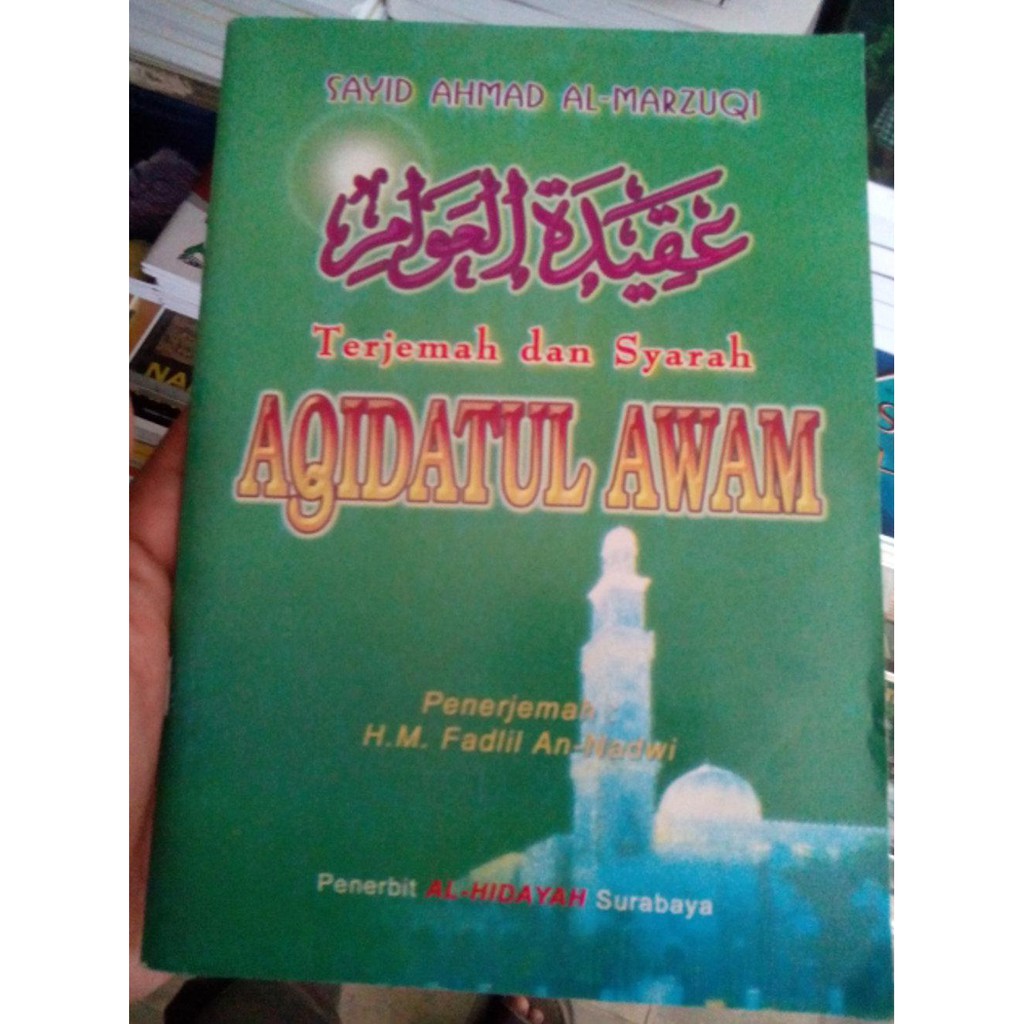 SAYID AHMAD AL-MARZUQI
عقيدة العوام
Terjemah dan Syarah
AQIDATUL AWAM
Penerjemah :
H.M. Fadlil An-Nadwi
Penerbit AL-HIDAYAH Surabaya
NA